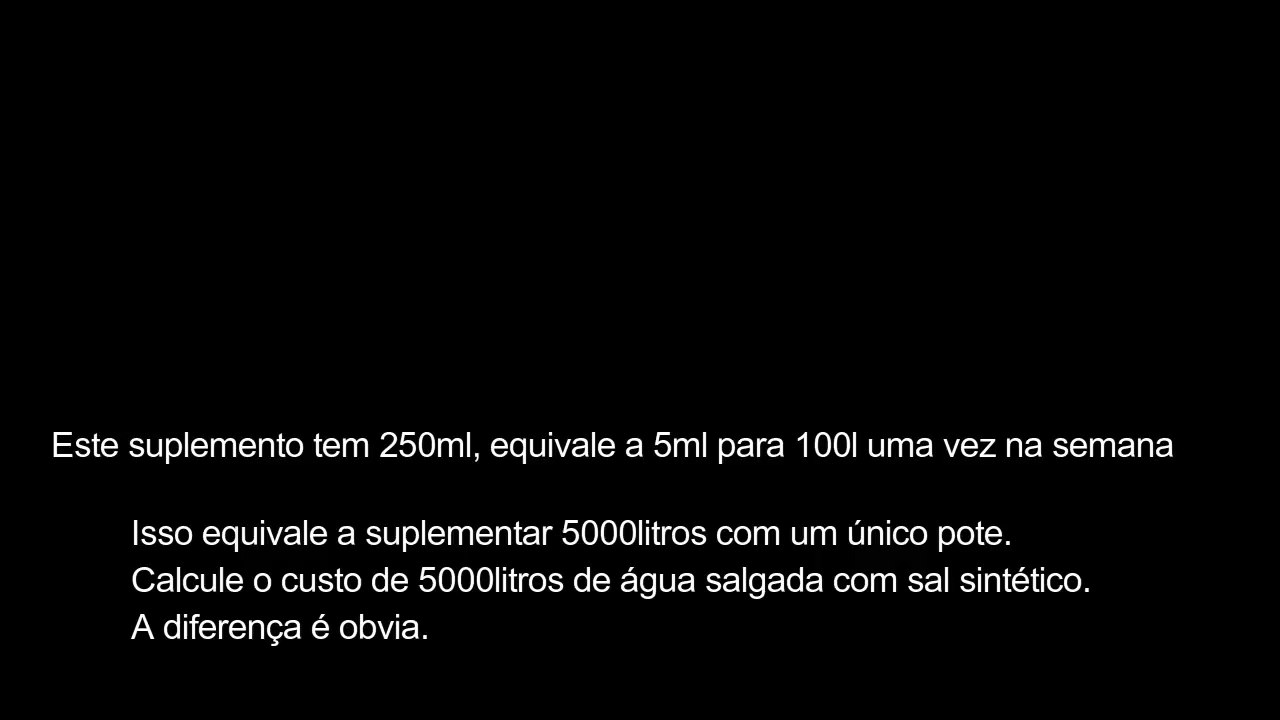 Este suplemento tem 250ml, equivale a 5ml para 100l uma vez na semana
Isso equivale a suplementar 5000litros com um único pote.
Calcule o custo de 5000litros de água salgada com sal sintético.
A diferença é obvia.